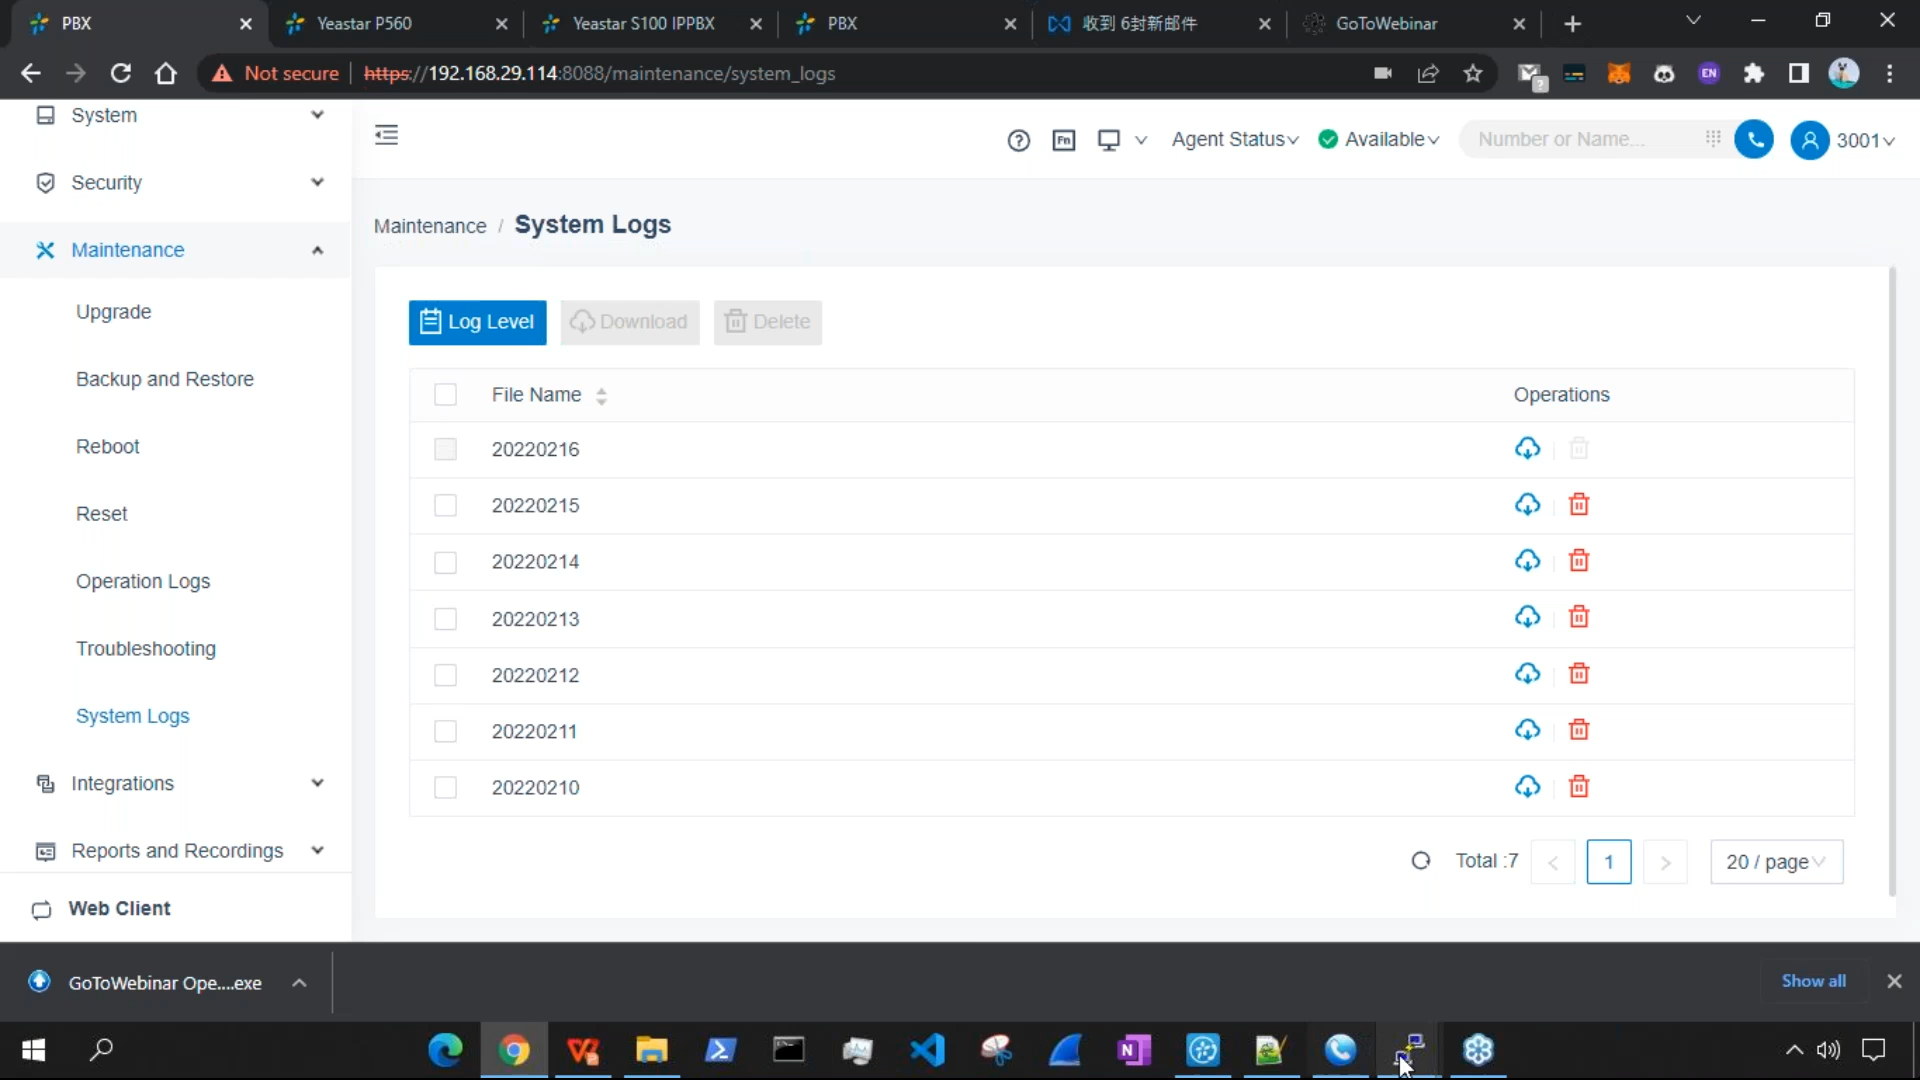 PBX
Yeastar P560
Yeastar S100 IPPBX
PBX
收到 6封新邮件
GoToWebinar
Not secure
https://192.168.29.114:8088/maintenance/system_logs
?
EN
System
Fn
Agent Status
Available
Number or Name...
3001
Security
Maintenance / System Logs
Maintenance
Log Level
Download
Delete
Upgrade
File Name
Operations
Backup and Restore
20220216
Reboot
20220215
Reset
20220214
Operation Logs
20220213
Troubleshooting
20220212
System Logs
20220211
Integrations
20220210
Reports and Recordings
Total :7
<
1
>
20 / page
Web Client
GoToWebinar Ope....exe
Show all
N